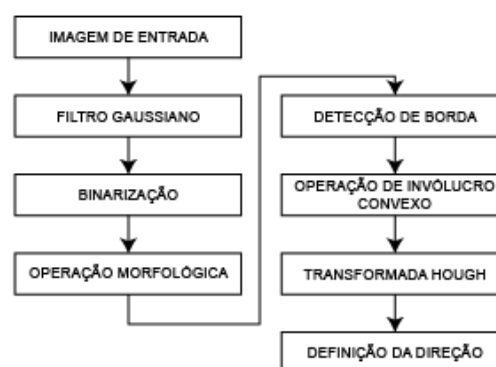 IMAGEM DE ENTRADA
FILTRO GAUSSIANO
BINARIZAÇÃO
OPERAÇÃO MORFOLÓGICA
DETECÇÃO DE BORDA
OPERAÇÃO DE INVÓLUCRO
CONVEXO
TRANSFORMADA HOUGH
DEFINIÇÃO DA DIREÇÃO